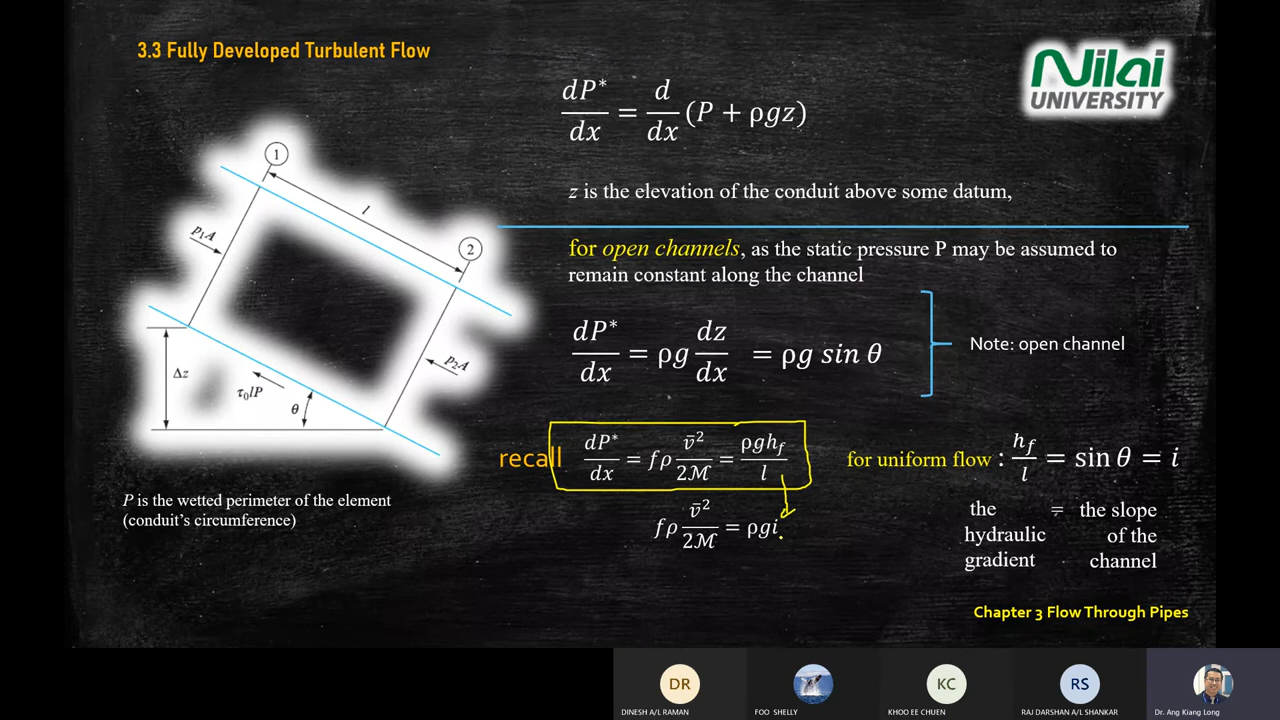 3.3 Fully Developed Turbulent Flow
Nilai
UNIVERSITY
dP*/dx = d/dx (P + ρgz)
z is the elevation of the conduit above some datum,
for open channels, as the static pressure P may be assumed to
remain constant along the channel
dP*/dx = ρg dz/dx = ρg sin θ
Note: open channel
recall dP*/dx = fρ v̄²/2ℳ = ρgh_f/l
for uniform flow : h_f/l = sin θ = i
fρ v̄²/2ℳ = ρgi
the = the slope
hydraulic of the
gradient channel
1
l
2
p₁A
p₂A
Δz
τ₀lP
θ
P is the wetted perimeter of the element
(conduit's circumference)
Chapter 3 Flow Through Pipes
DR
KC
RS
DINESH A/L RAMAN
FOO SHELLY
KHOO EE CHUEN
RAJ DARSHAN A/L SHANKAR
Dr. Ang Kiang Long